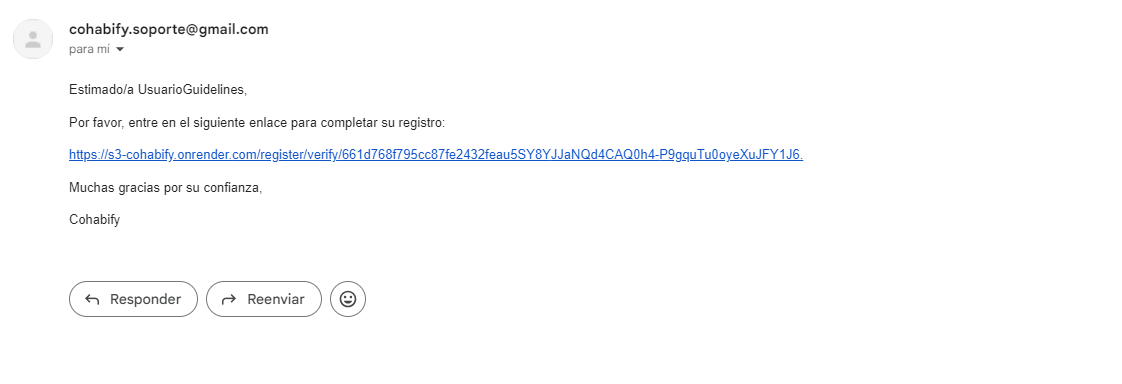 cohabify.soporte@gmail.com
para mí
Estimado/a UsuarioGuidelines,
Por favor, entre en el siguiente enlace para completar su registro:
https://s3-cohabify.onrender.com/register/verify/661d768f795cc87fe2432feau5SY8YJJaNQd4CAQ0h4-P9gquTu0oyeXuJFY1J6.
Muchas gracias por su confianza,
Cohabify
Responder
Reenviar